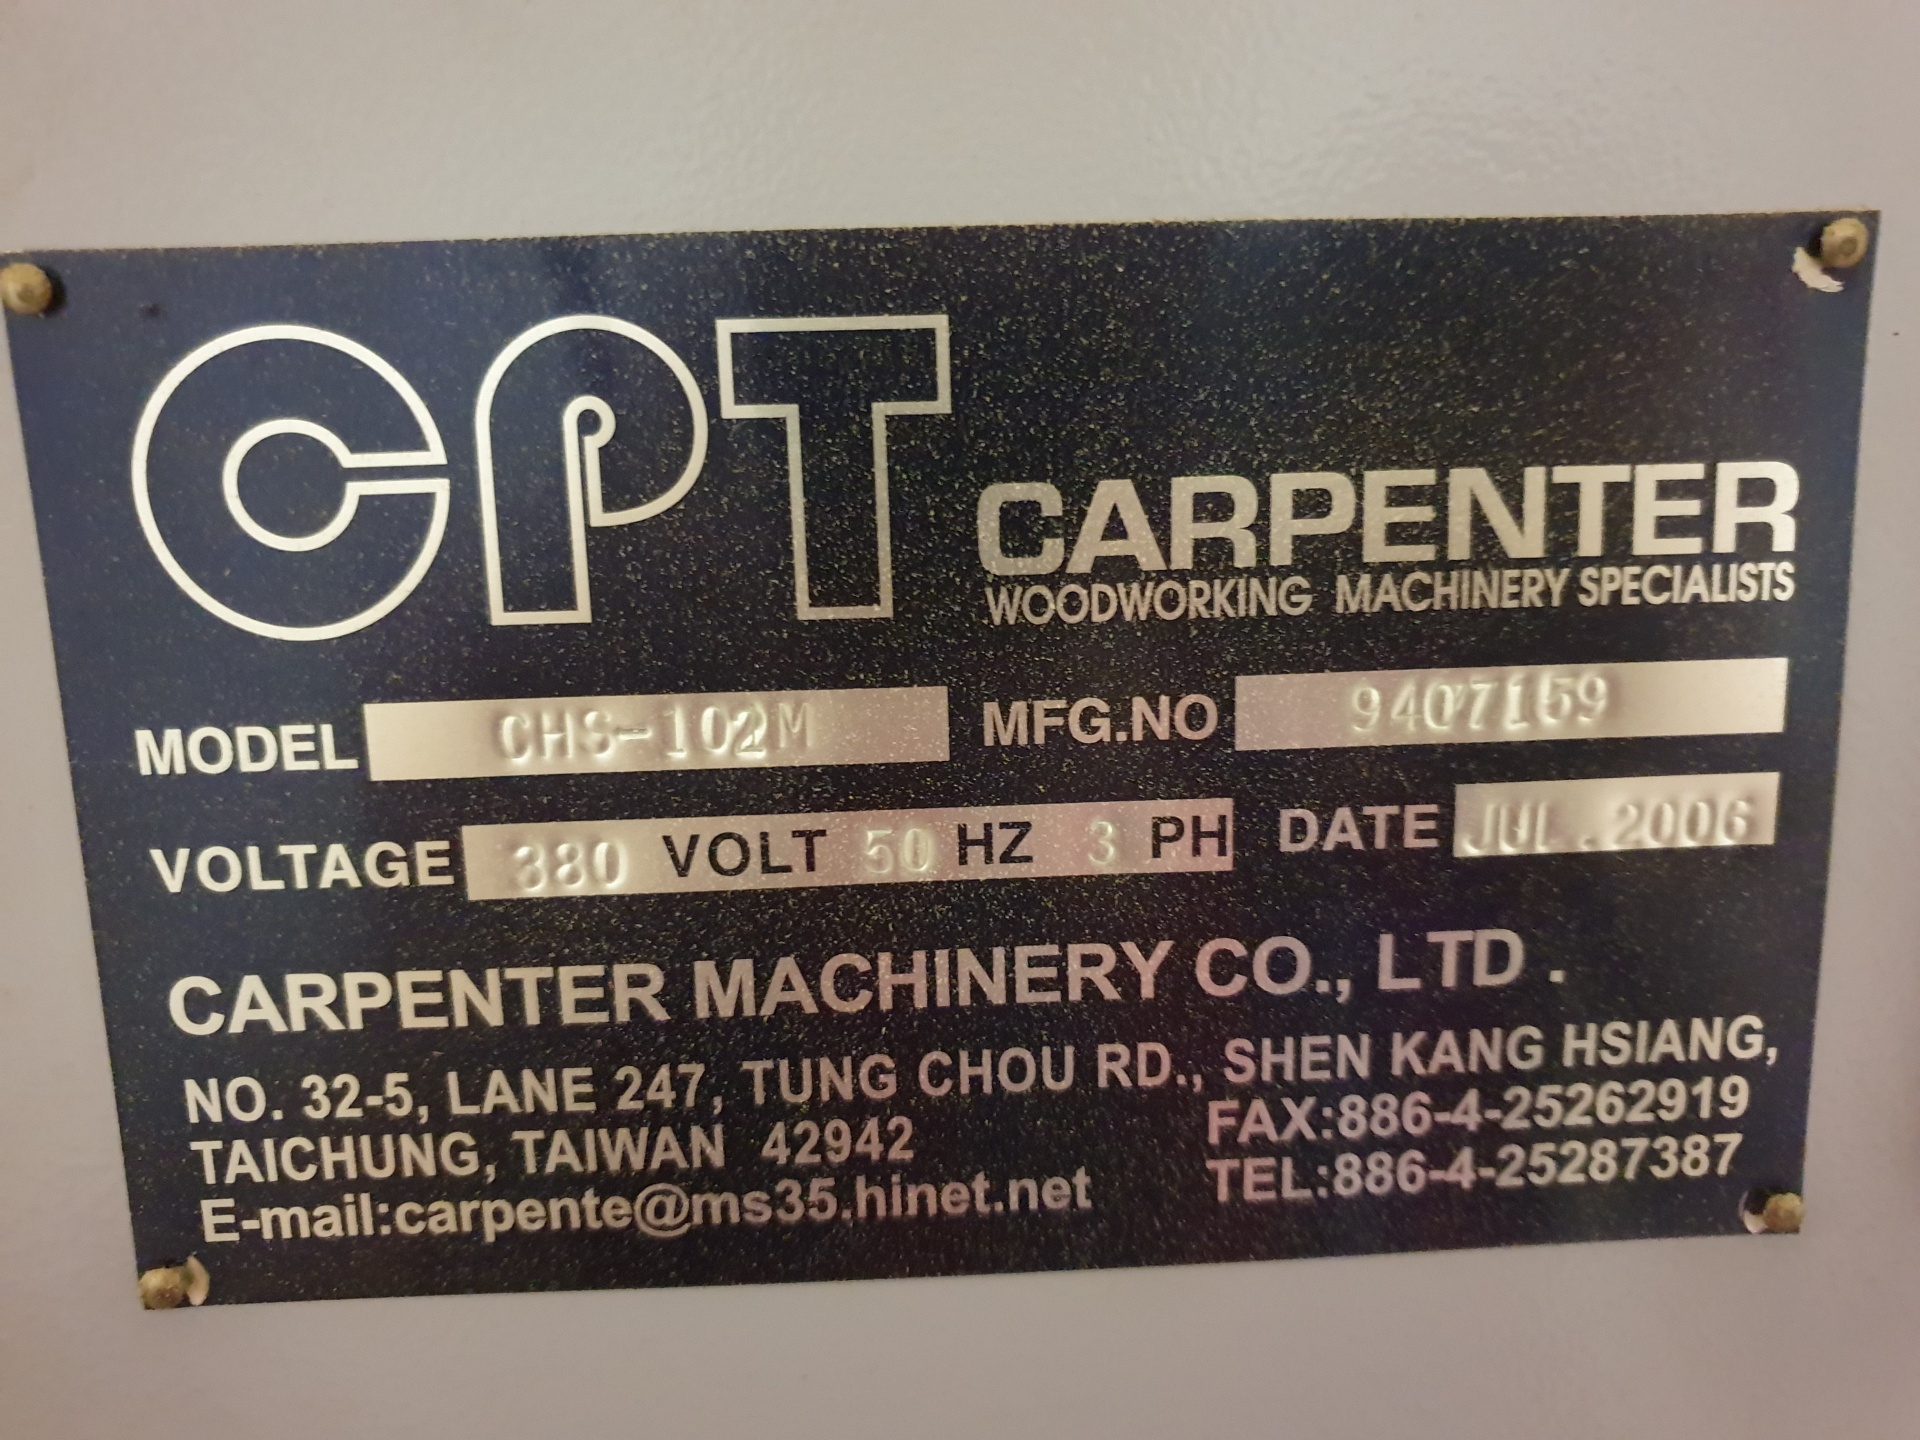 CPT CARPENTER
WOODWORKING MACHINERY SPECIALISTS
MODEL CHS-102M MFG.NO 9407159
VOLTAGE 380 VOLT 50 HZ 3 PH DATE JUL.2006
CARPENTER MACHINERY CO., LTD.
NO. 32-5, LANE 247, TUNG CHOU RD., SHEN KANG HSIANG,
TAICHUNG, TAIWAN 42942 FAX:886-4-25262919
E-mail:carpente@ms35.hinet.net TEL:886-4-25287387